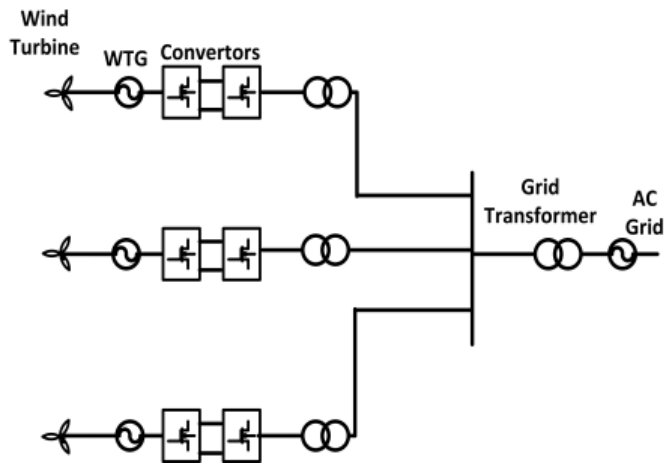 Wind
Turbine
WTG
Convertors
Grid
Transformer
AC
Grid